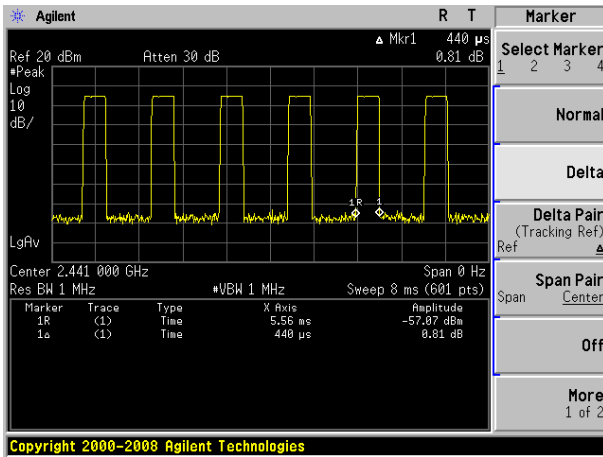 Agilent R T Marker
Δ Mkr1 440 µs
Ref 20 dBm Atten 30 dB 0.81 dB
#Peak
Log
10
dB/
1R 1
LgAv
Center 2.441 000 GHz Span 0 Hz
Res BW 1 MHz #VBW 1 MHz Sweep 8 ms (601 pts)
Marker Trace Type X Axis Amplitude
1R (1) Time 5.56 ms -57.07 dBm
1Δ (1) Time 440 µs 0.81 dB
Select Marker
1 2 3 4
Normal
Delta
Delta Pair
(Tracking Ref)
Ref Δ
Span Pair
Span Center
Off
More
1 of 2
Copyright 2000-2008 Agilent Technologies